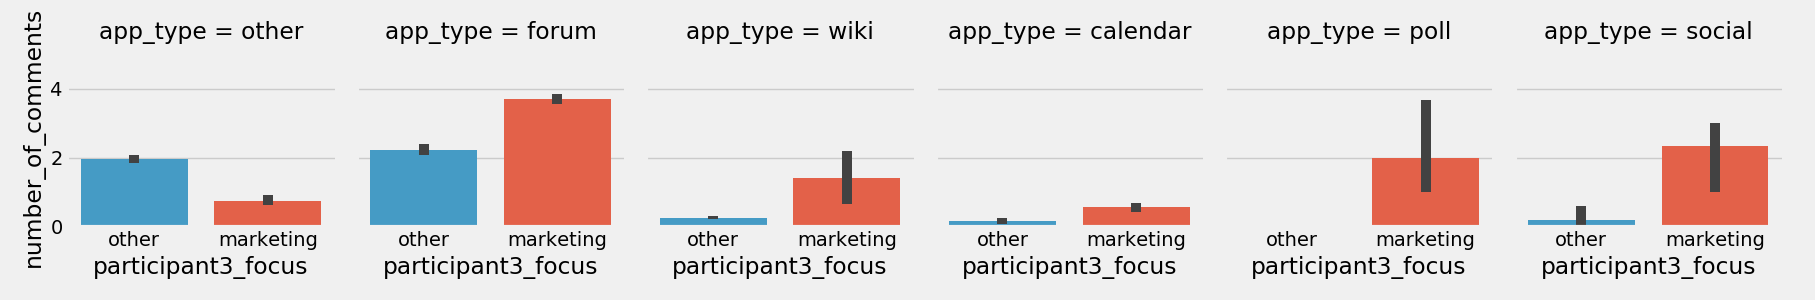 app_type = other
app_type = forum
app_type = wiki
app_type = calendar
app_type = poll
app_type = social
number_of_comments
4
2
0
other marketing
other marketing
other marketing
other marketing
other marketing
other marketing
participant3_focus
participant3_focus
participant3_focus
participant3_focus
participant3_focus
participant3_focus